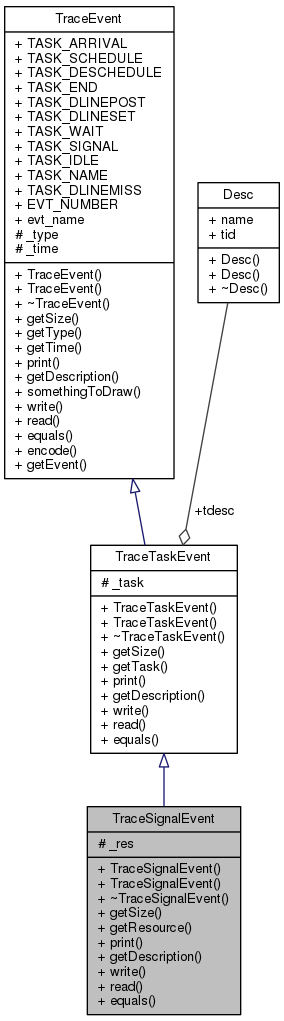 TraceEvent
+ TASK_ARRIVAL
+ TASK_SCHEDULE
+ TASK_DESCHEDULE
+ TASK_END
+ TASK_DLINEPOST
+ TASK_DLINESET
+ TASK_WAIT
+ TASK_SIGNAL
+ TASK_IDLE
+ TASK_NAME
+ TASK_DLINEMISS
+ EVT_NUMBER
+ evt_name
# _type
# _time
+ TraceEvent()
+ TraceEvent()
+ ~TraceEvent()
+ getSize()
+ getType()
+ getTime()
+ print()
+ getDescription()
+ somethingToDraw()
+ write()
+ read()
+ equals()
+ encode()
+ getEvent()
Desc
+ name
+ tid
+ Desc()
+ Desc()
+ ~Desc()
+tdesc
TraceTaskEvent
# _task
+ TraceTaskEvent()
+ TraceTaskEvent()
+ ~TraceTaskEvent()
+ getSize()
+ getTask()
+ print()
+ getDescription()
+ write()
+ read()
+ equals()
TraceSignalEvent
# _res
+ TraceSignalEvent()
+ TraceSignalEvent()
+ ~TraceSignalEvent()
+ getSize()
+ getResource()
+ print()
+ getDescription()
+ write()
+ read()
+ equals()